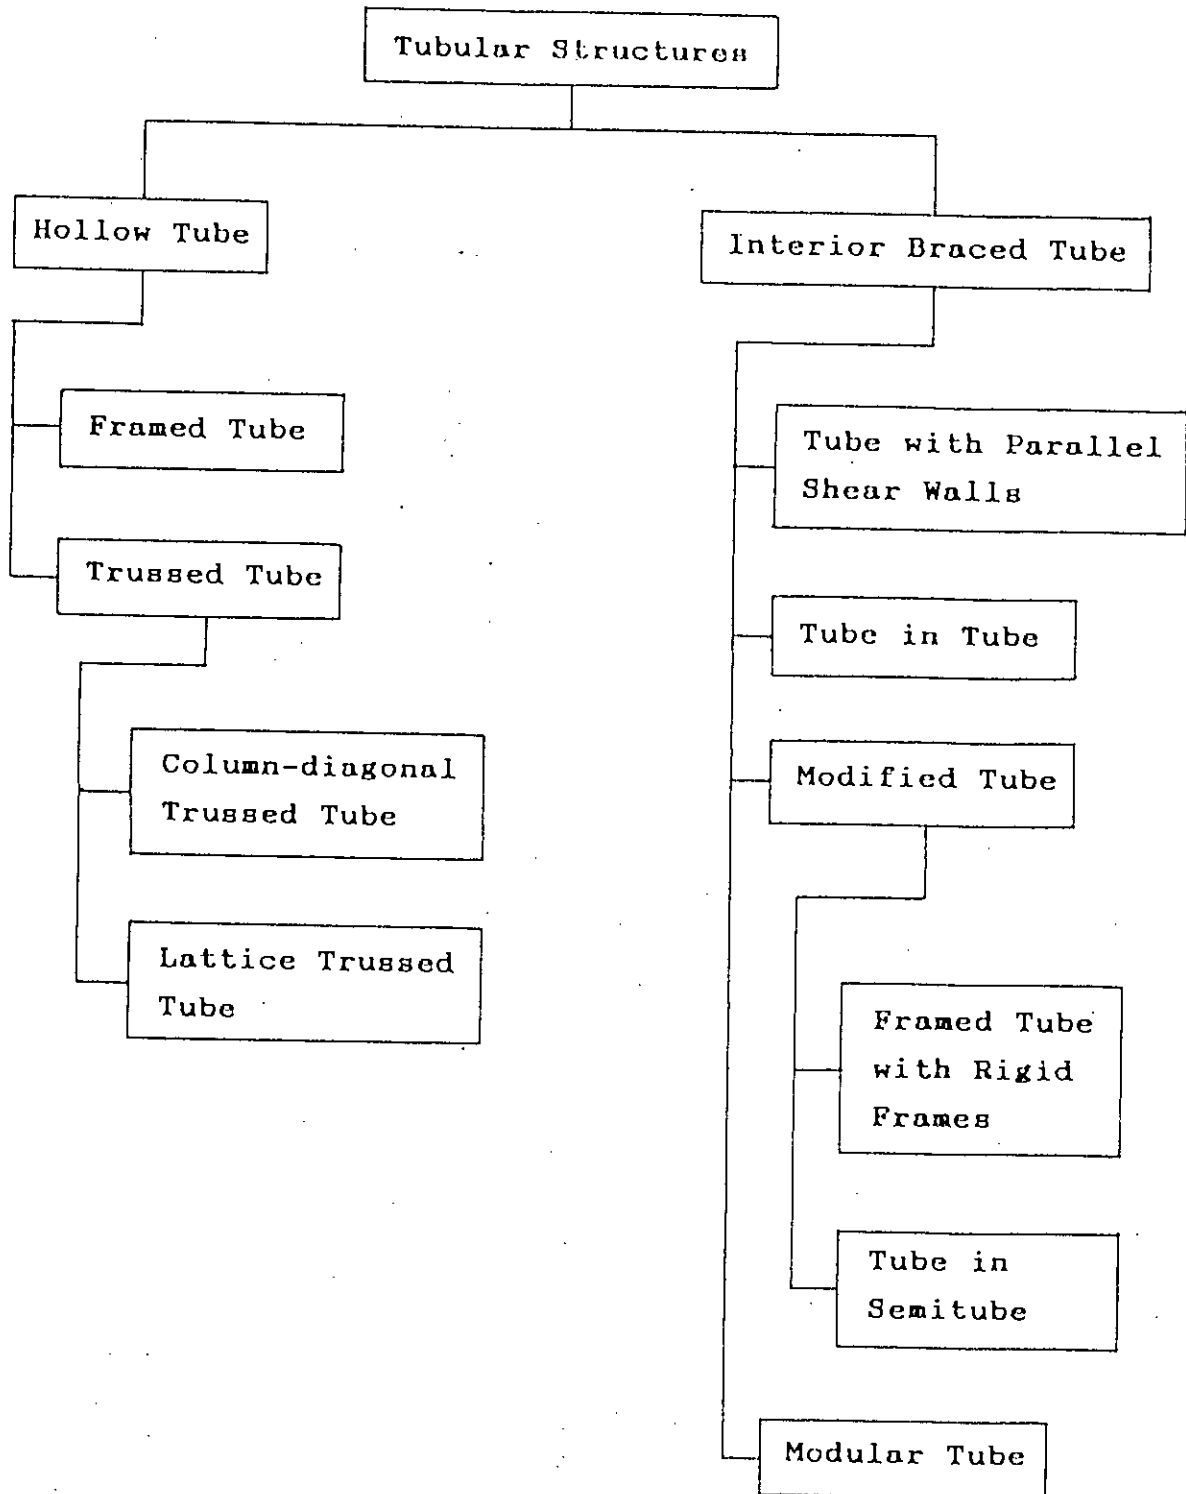 Tubular Structures
Hollow Tube
Interior Braced Tube
Framed Tube
Trussed Tube
Column-diagonal
Trussed Tube
Lattice Trussed
Tube
Tube with Parallel
Shear Walls
Tube in Tube
Modified Tube
Framed Tube
with Rigid
Frames
Tube in
Semitube
Modular Tube